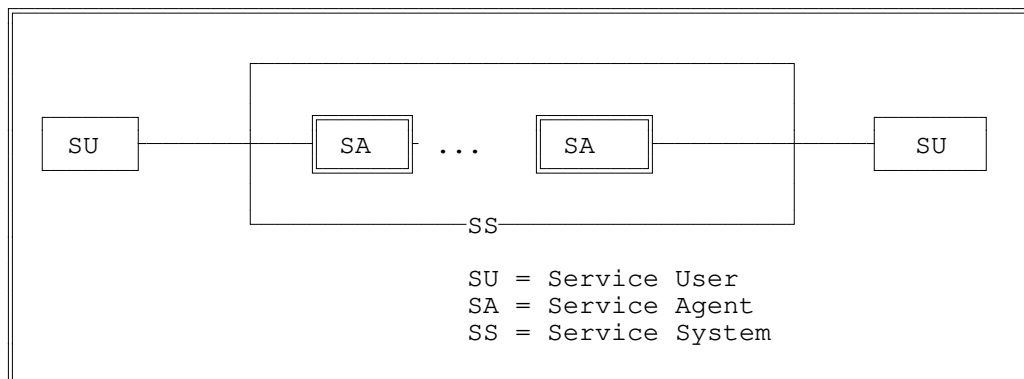 SU SA ... SA SU
SS
SU = Service User
SA = Service Agent
SS = Service System